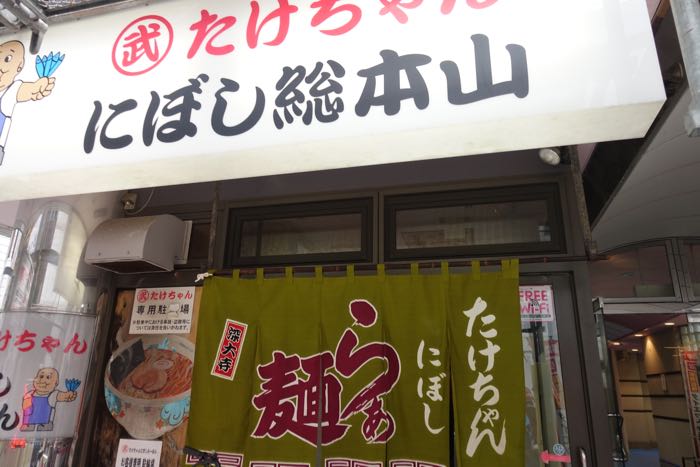 武 たけちゃん
にぼし総本山
武 たけちゃん
専用駐 場
たけちゃん
にぼし
らぁ
麺
深大寺
FREE
Wi-Fi
けちゃん